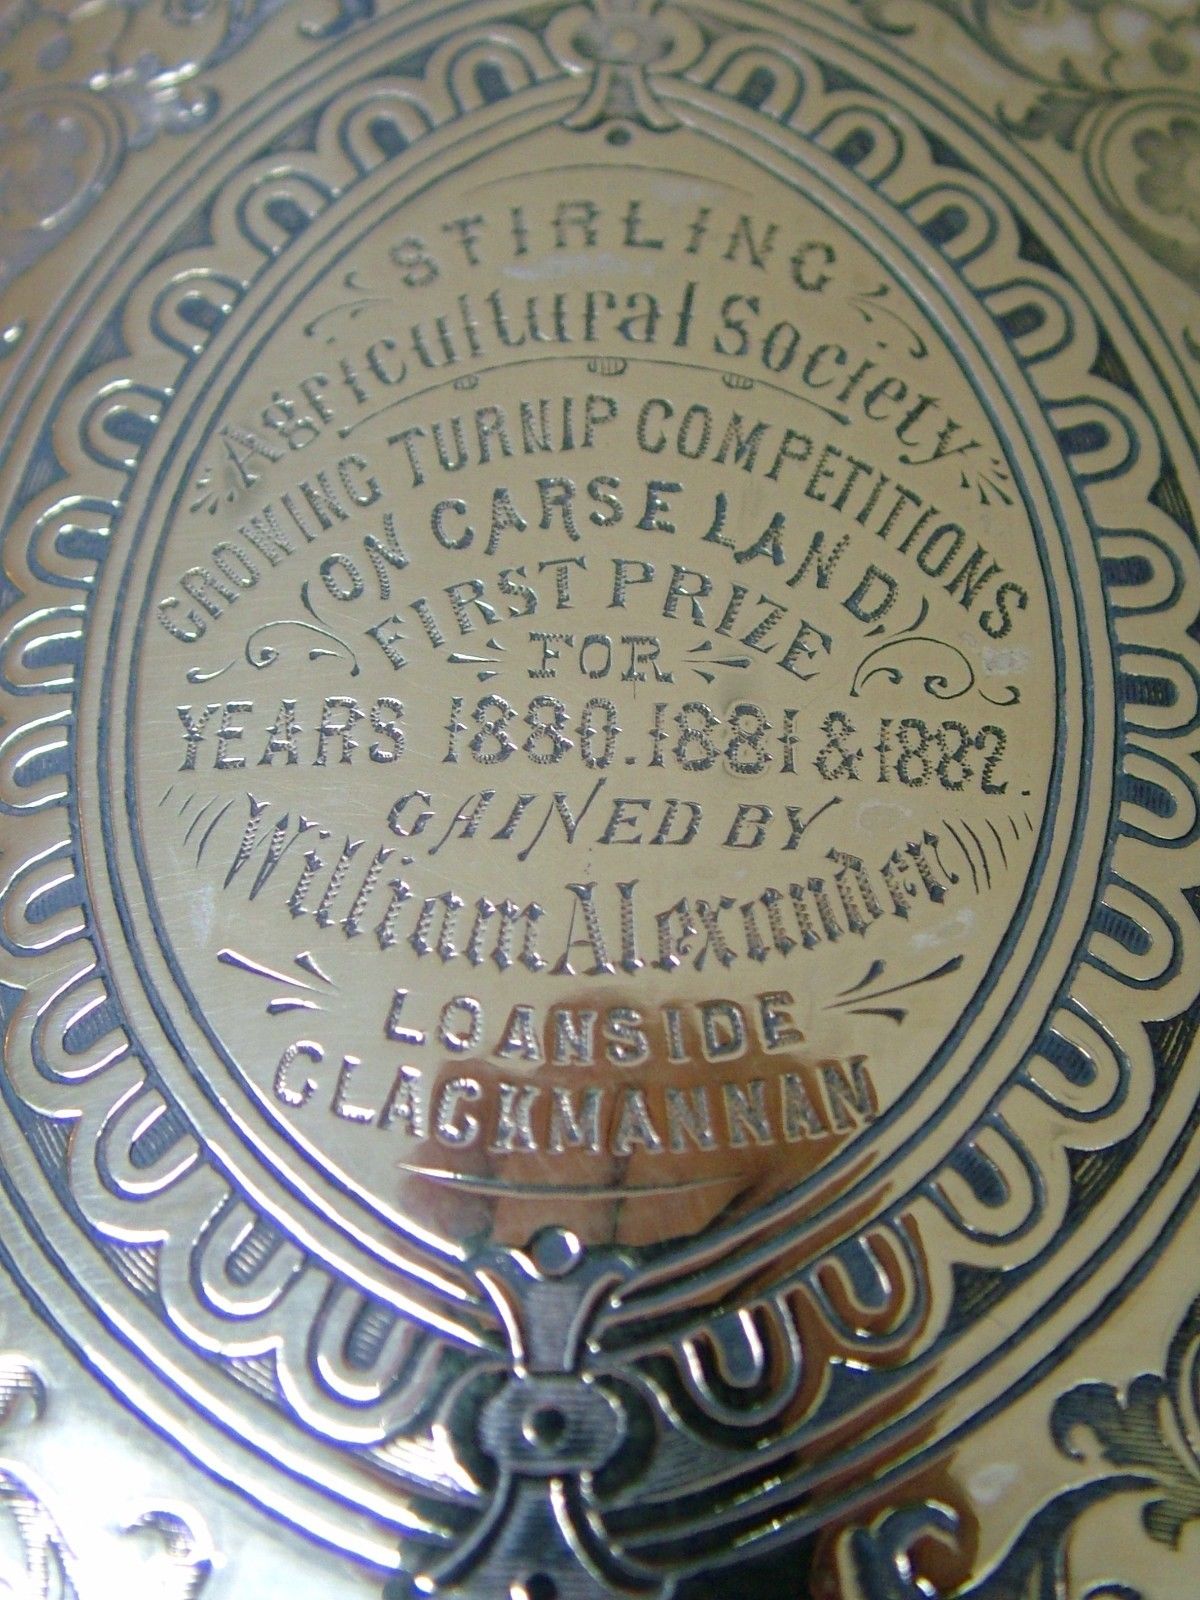 STIRLING
Agricultural Society
GROWING TURNIP COMPETITIONS
ON CARSE LAND,
FIRST PRIZE
FOR
YEARS 1880. 1881 & 1882.
GAINED BY
William Alexander
LOANSIDE
CLACKMANNAN